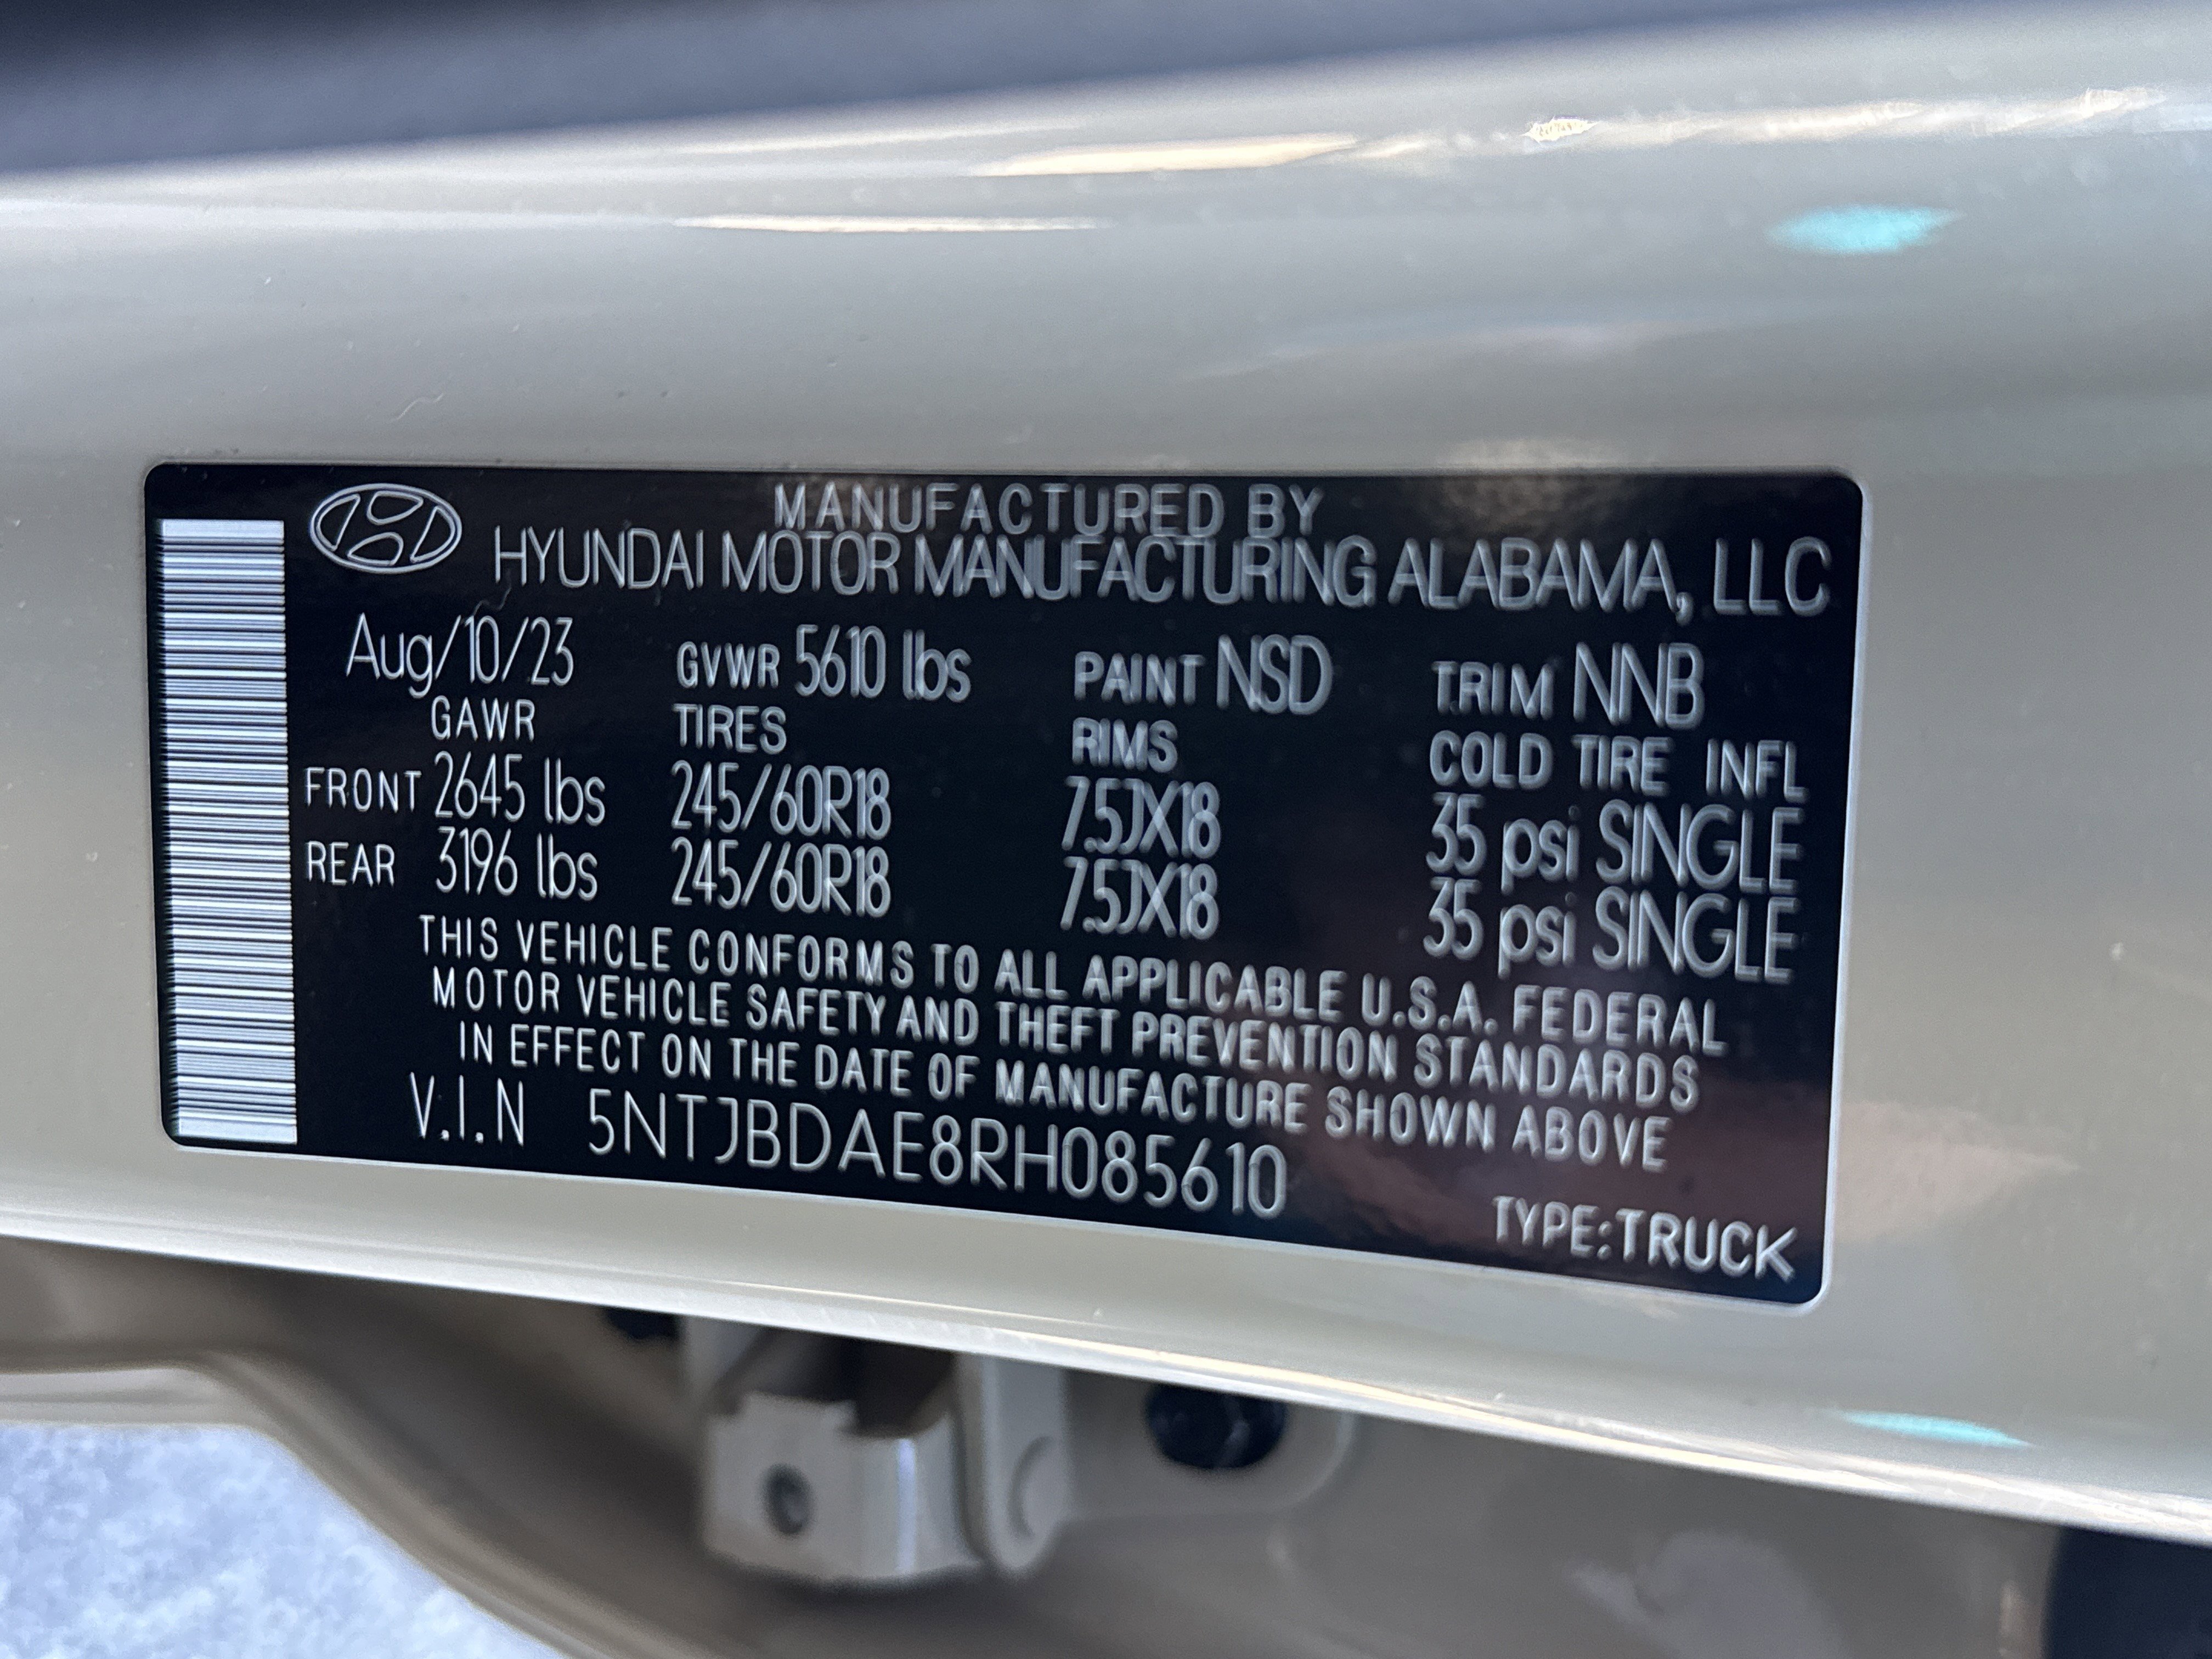 MANUFACTURED BY
HYUNDAI MOTOR MANUFACTURING ALABAMA, LLC
Aug/10/23 GVWR 5610 lbs PAINT NSD TRIM NNB
GAWR TIRES RIMS COLD TIRE INFL
FRONT 2645 lbs 245/60R18 7.5JX18 35 psi SINGLE
REAR 3196 lbs 245/60R18 7.5JX18 35 psi SINGLE
THIS VEHICLE CONFORMS TO ALL APPLICABLE U.S.A. FEDERAL
MOTOR VEHICLE SAFETY AND THEFT PREVENTION STANDARDS
IN EFFECT ON THE DATE OF MANUFACTURE SHOWN ABOVE
V.I.N 5NTJBDAE8RH085610
TYPE:TRUCK